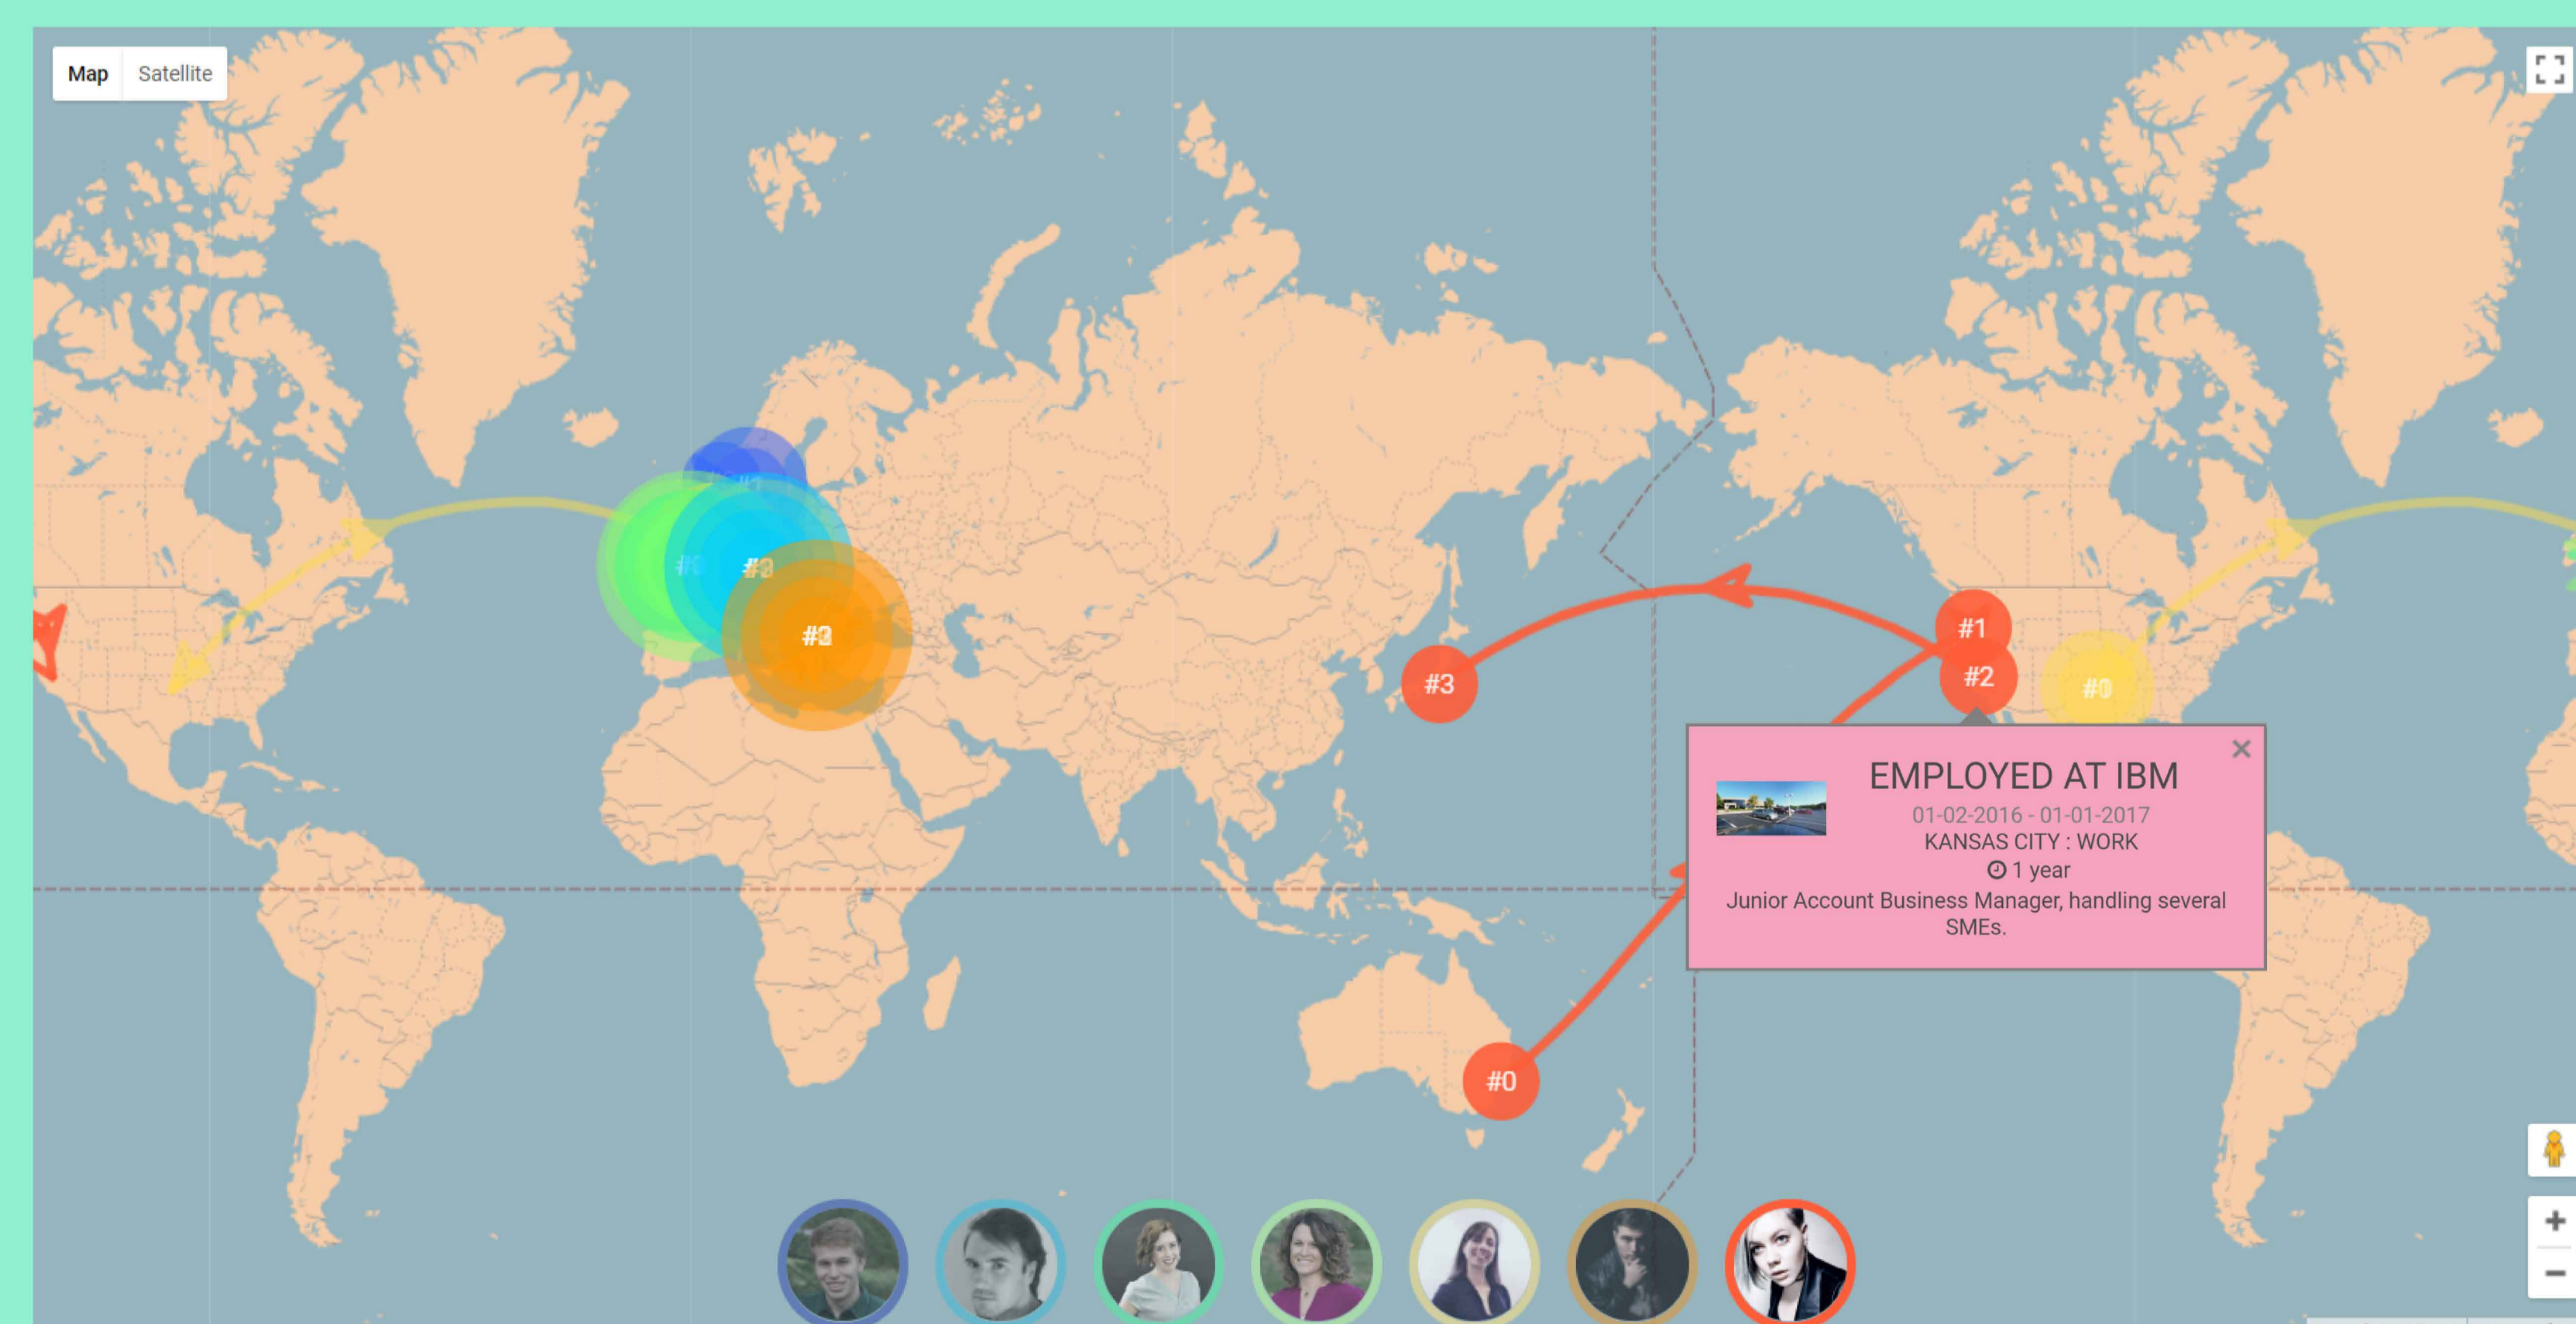 Map Satellite
#3
#3
#1
#2
#3
#0
EMPLOYED AT IBM
01-02-2016 - 01-01-2017
KANSAS CITY : WORK
1 year
Junior Account Business Manager, handling several
SMEs.
#0